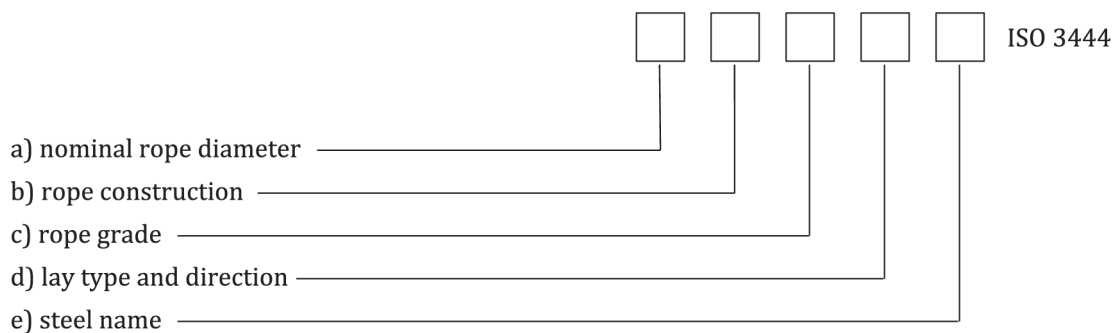 ISO 3444
a) nominal rope diameter
b) rope construction
c) rope grade
d) lay type and direction
e) steel name